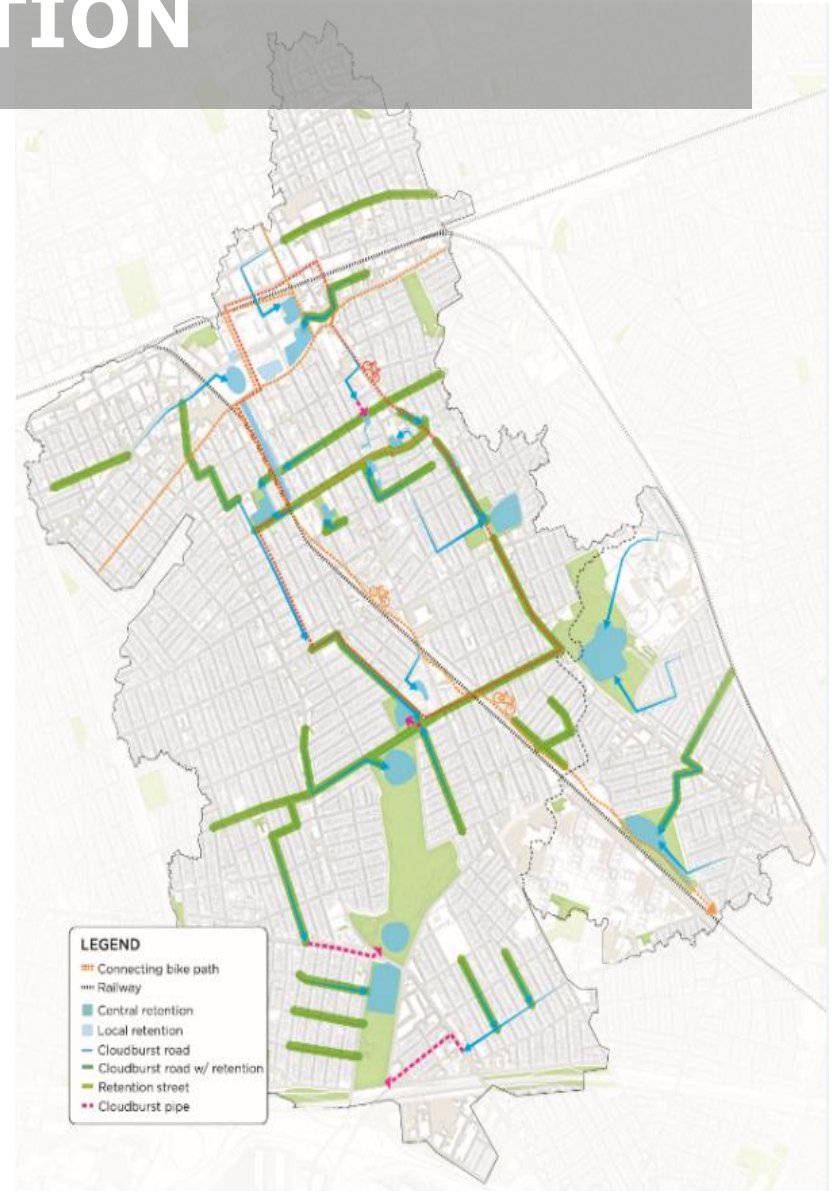 TION
LEGEND
Connecting bike path
Railway
Central retention
Local retention
Cloudburst road
Cloudburst road w/ retention
Retention street
Cloudburst pipe